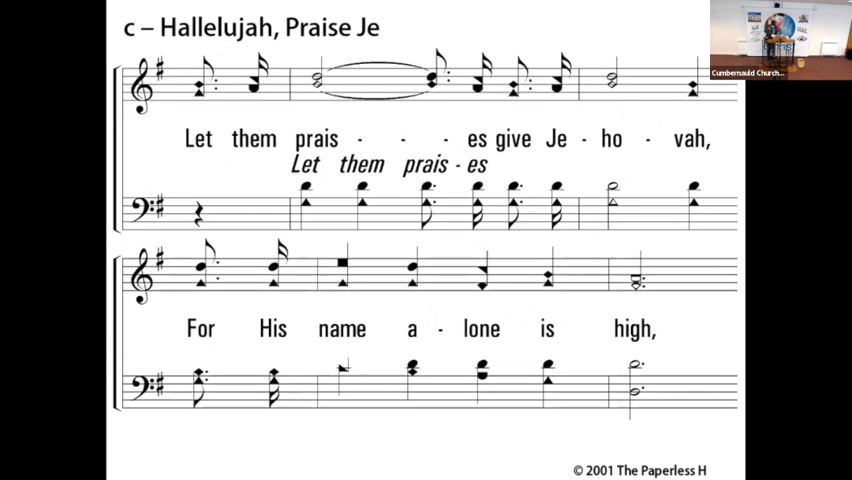 c – Hallelujah, Praise Je
Cumbernauld Church...
Let them prais - - - es give Je - ho - vah,
Let them prais - es
For His name a - lone is high,
© 2001 The Paperless H